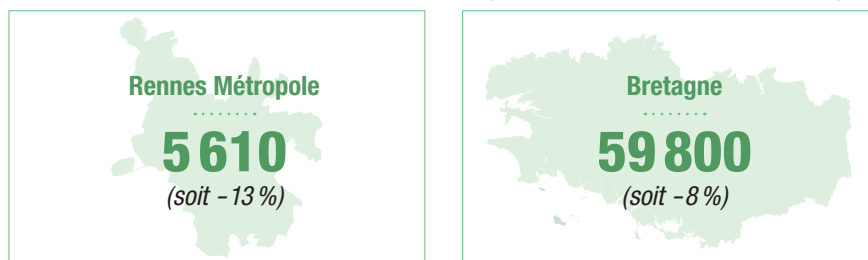 Rennes Métropole
5 610
(soit –13 %)
Bretagne
59 800
(soit –8 %)